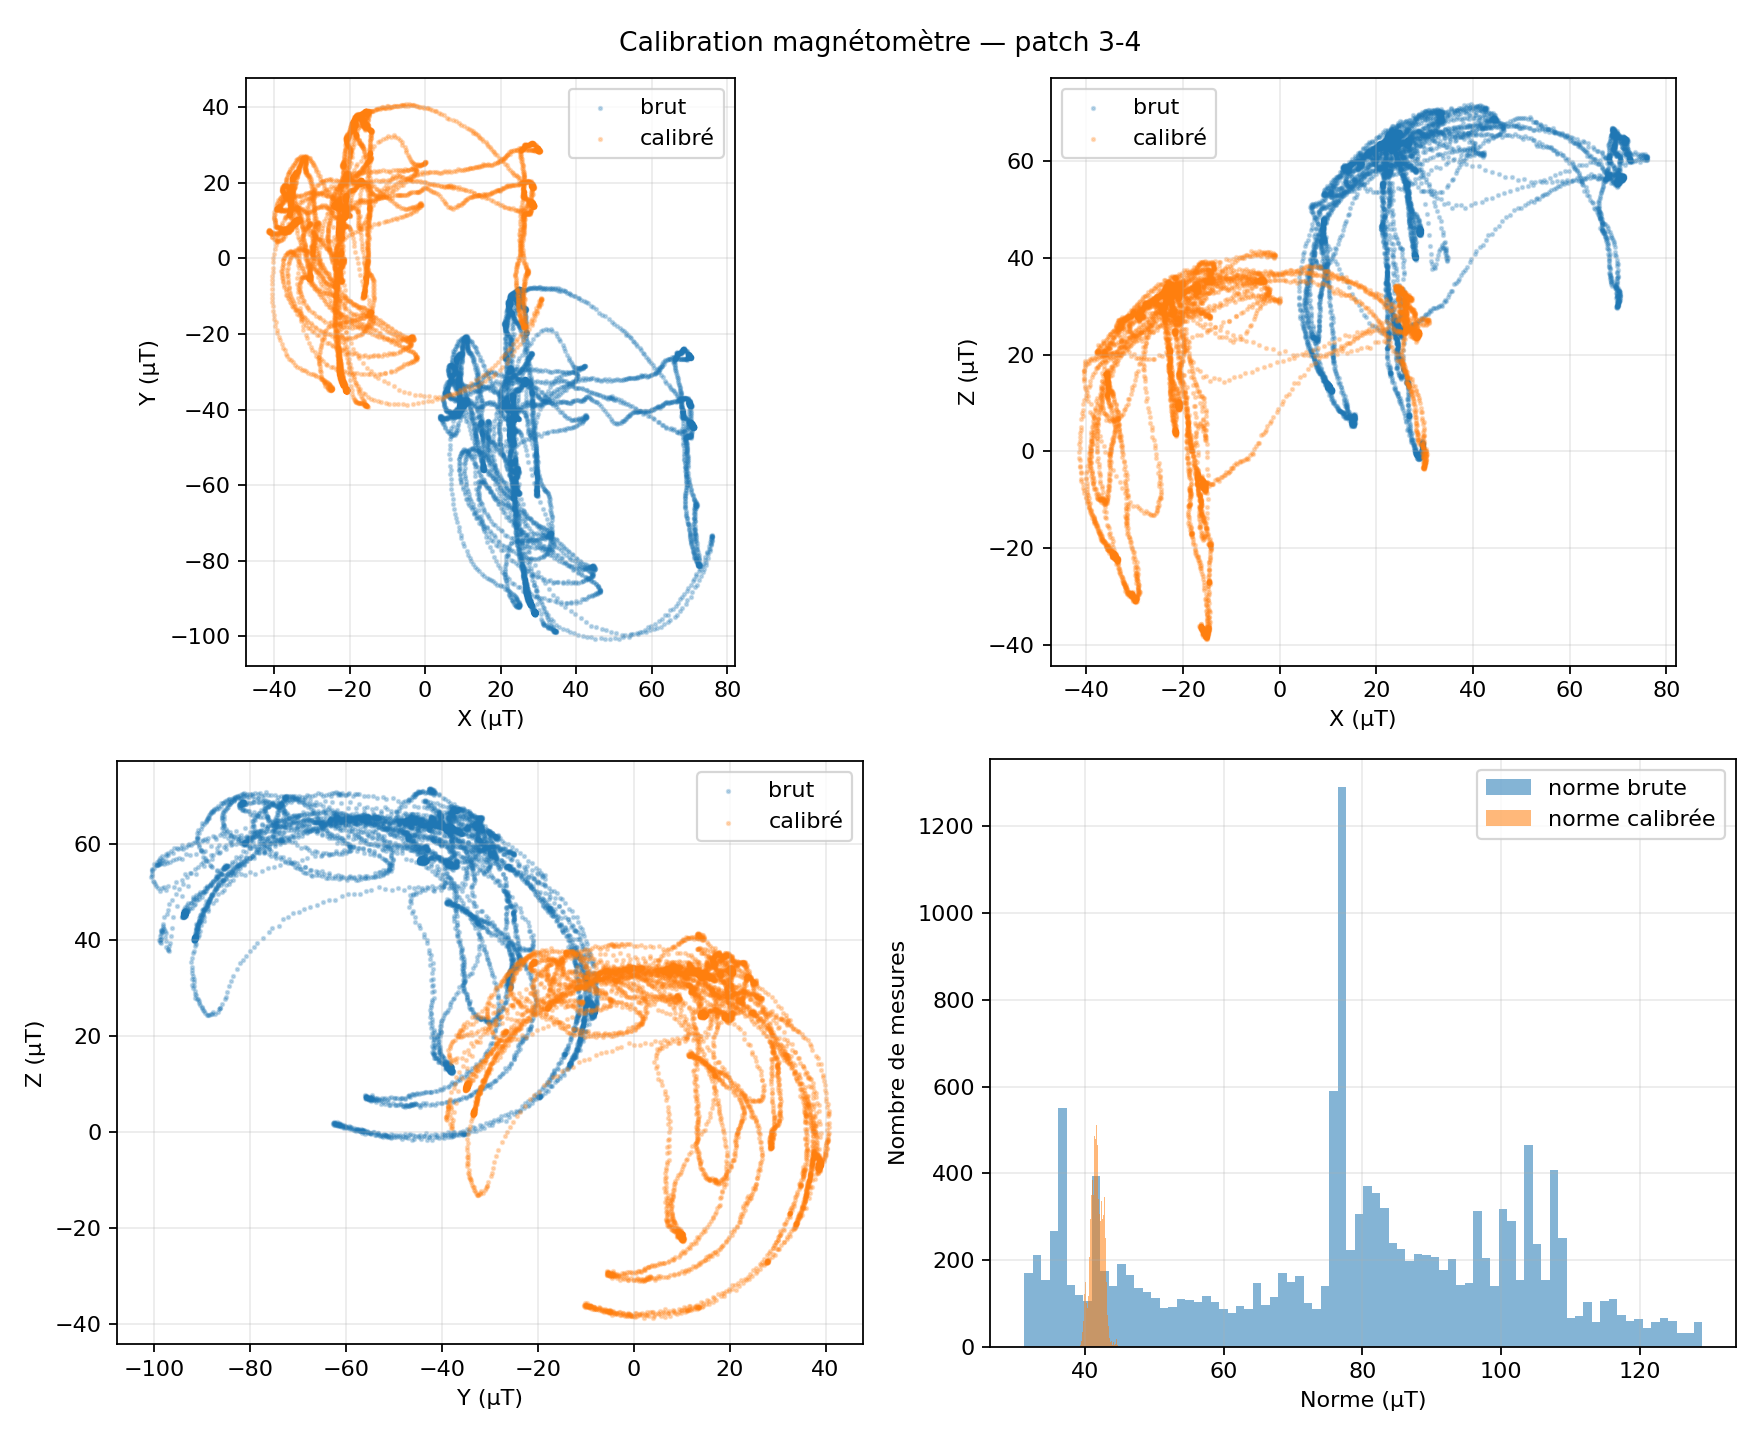 Calibration magnétomètre — patch 3-4
brut
calibré
40
20
0
−20
−40
−60
−80
−100
Y (µT)
−40 −20 0 20 40 60 80
X (µT)
brut
calibré
60
40
20
0
−20
−40
Z (µT)
−40 −20 0 20 40 60 80
X (µT)
brut
calibré
60
40
20
0
−20
−40
Z (µT)
−100 −80 −60 −40 −20 0 20 40
Y (µT)
norme brute
norme calibrée
1200
1000
800
600
400
200
0
Nombre de mesures
40 60 80 100 120
Norme (µT)